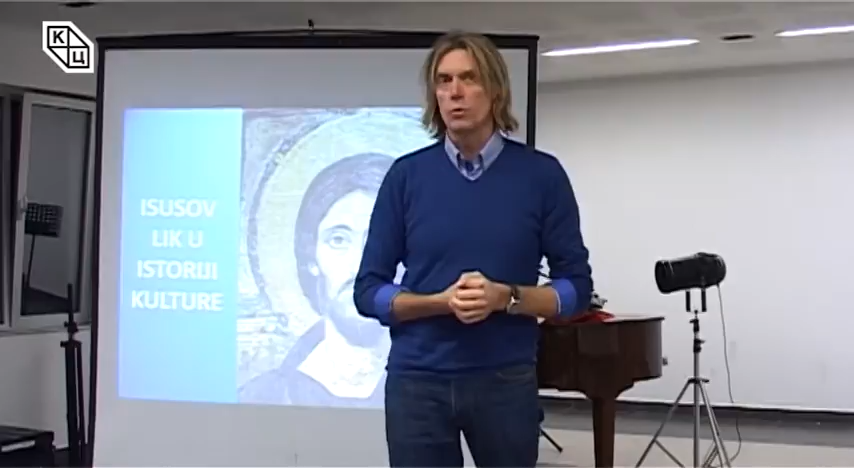 КЦ
ISUSOV
LIK U
ISTORIJI
KULTURE